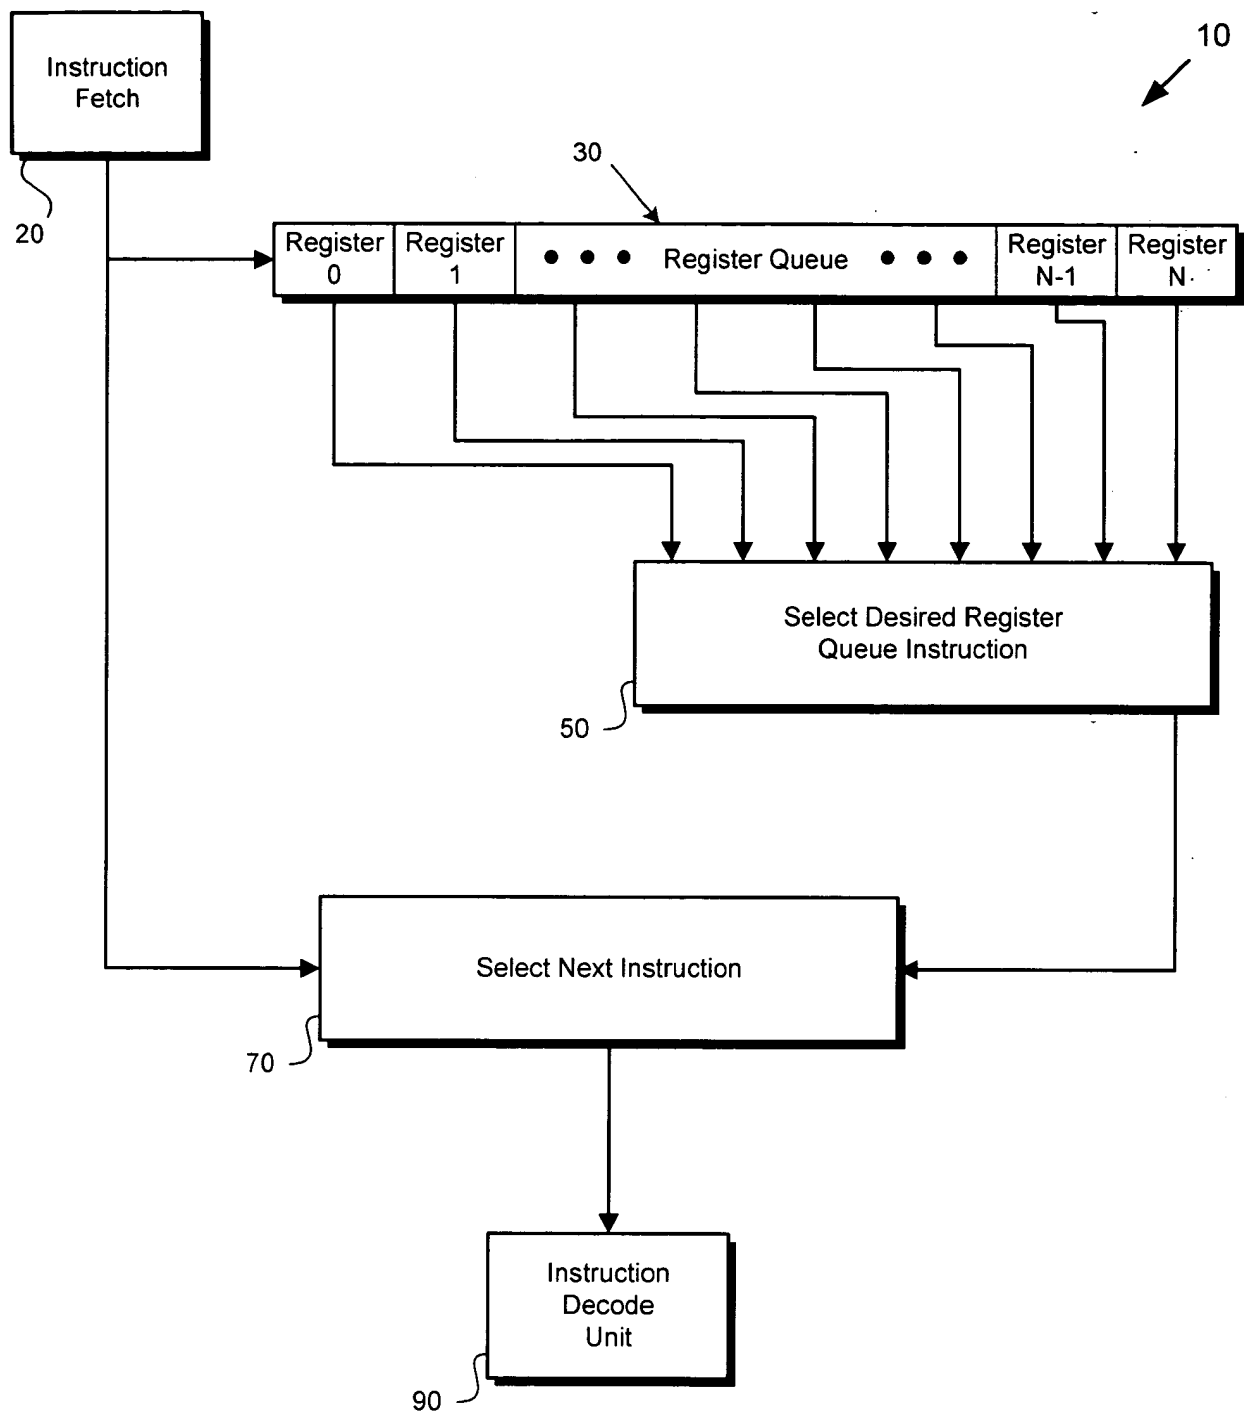 10
Instruction
Fetch
20
30
Register
0
Register
1
Register Queue
Register
N-1
Register
N
Select Desired Register
Queue Instruction
50
Select Next Instruction
70
Instruction
Decode
Unit
90